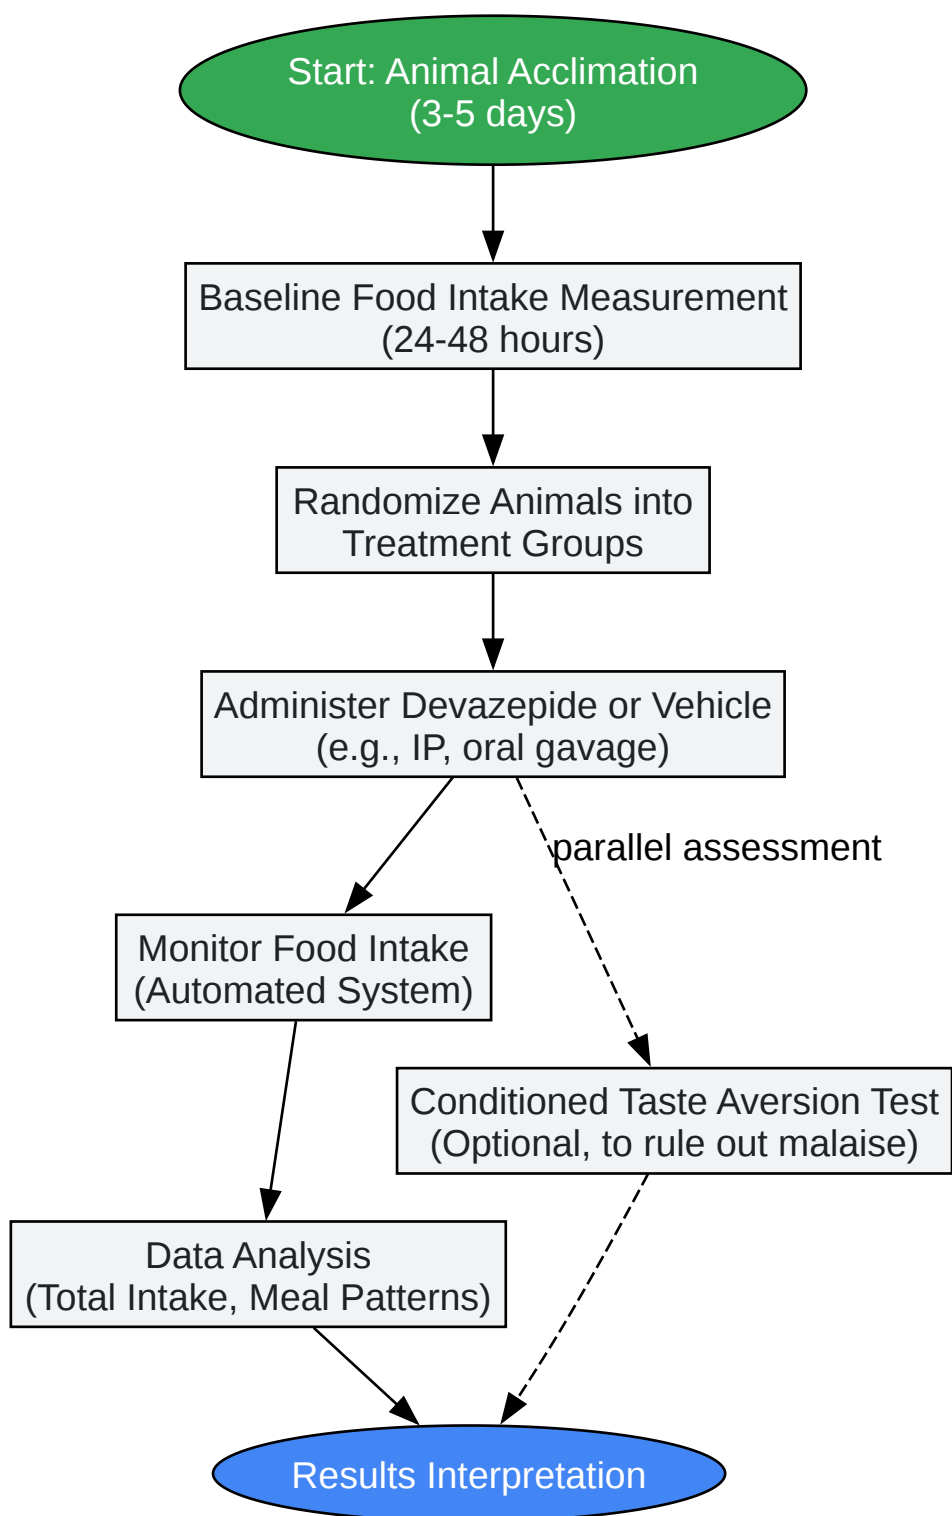 Start: Animal Acclimation
(3-5 days)
Baseline Food Intake Measurement
(24-48 hours)
Randomize Animals into
Treatment Groups
Administer Devazepide or Vehicle
(e.g., IP, oral gavage)
parallel assessment
Monitor Food Intake
(Automated System)
Conditioned Taste Aversion Test
(Optional, to rule out malaise)
Data Analysis
(Total Intake, Meal Patterns)
Results Interpretation